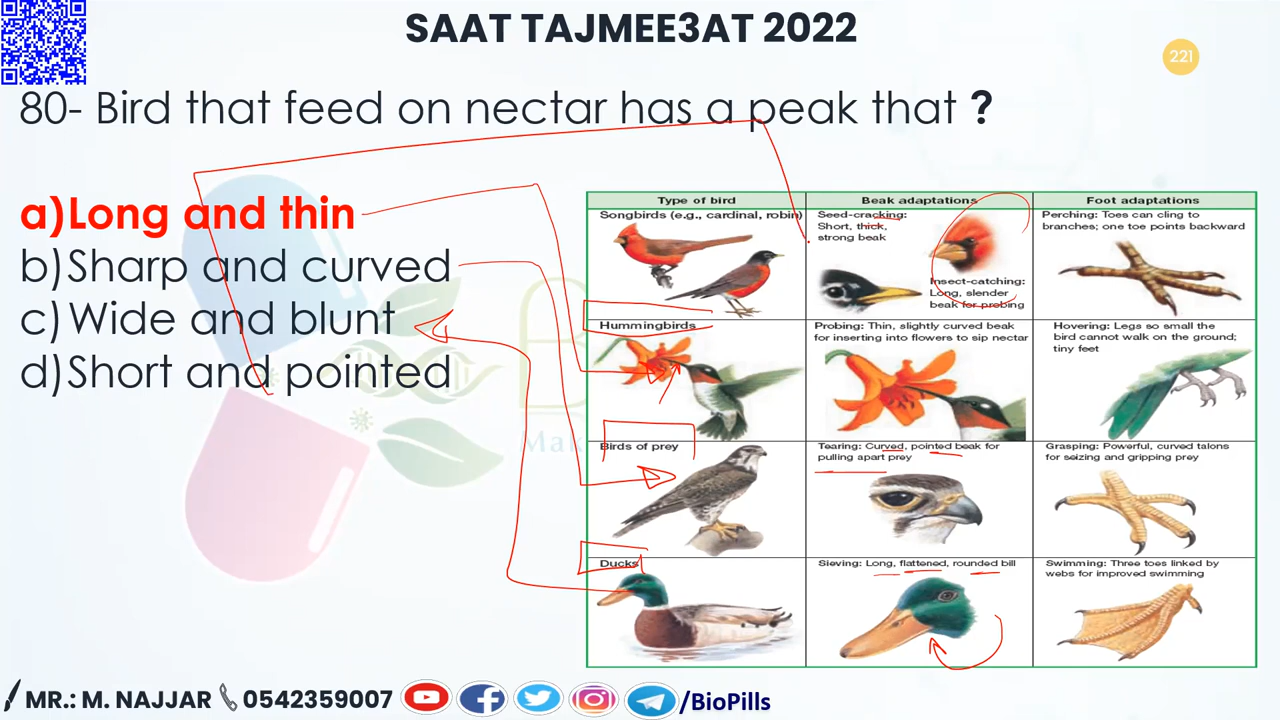 SAAT TAJMEE3AT 2022
221
80- Bird that feed on nectar has a peak that ?
a)Long and thin
b)Sharp and curved
c)Wide and blunt
d)Short and pointed
Type of bird
Beak adaptations
Foot adaptations
Songbirds (e.g., cardinal, robin)
Seed-cracking:
Short, thick,
strong beak
Insect-catching:
Long, slender
beak for probing
Perching: Toes can cling to
branches; one toe points backward
Hummingbirds
Probing: Thin, slightly curved beak
for inserting into flowers to sip nectar
Hovering: Legs so small the
bird cannot walk on the ground;
tiny feet
Birds of prey
Tearing: Curved, pointed beak for
pulling apart prey
Grasping: Powerful, curved talons
for seizing and gripping prey
Ducks
Sieving: Long, flattened, rounded bill
Swimming: Three toes linked by
webs for improved swimming
MR.: M. NAJJAR 0542359007 /BioPills